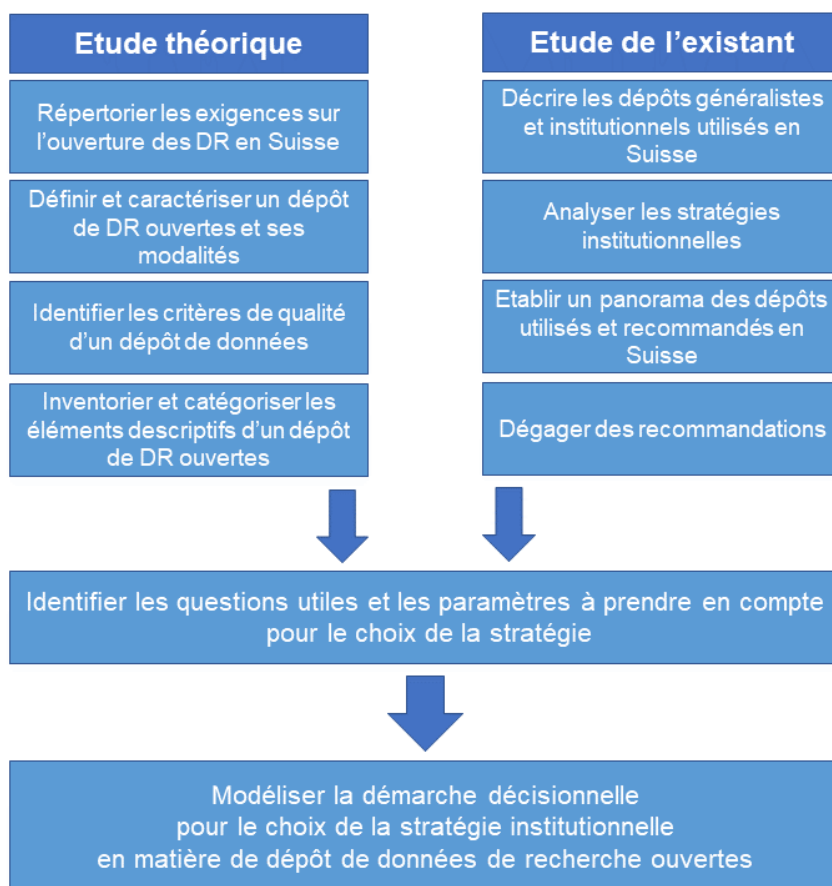 Etude théorique
Répertorier les exigences sur
l'ouverture des DR en Suisse
Définir et caractériser un dépôt
de DR ouvertes et ses
modalités
Identifier les critères de qualité
d'un dépôt de données
Inventorier et catégoriser les
éléments descriptifs d'un dépôt
de DR ouvertes
Etude de l'existant
Décrire les dépôts généralistes
et institutionnels utilisés en
Suisse
Analyser les stratégies
institutionnelles
Etablir un panorama des dépôts
utilisés et recommandés en
Suisse
Dégager des recommandations
Identifier les questions utiles et les paramètres à prendre en compte
pour le choix de la stratégie
Modéliser la démarche décisionnelle
pour le choix de la stratégie institutionnelle
en matière de dépôt de données de recherche ouvertes